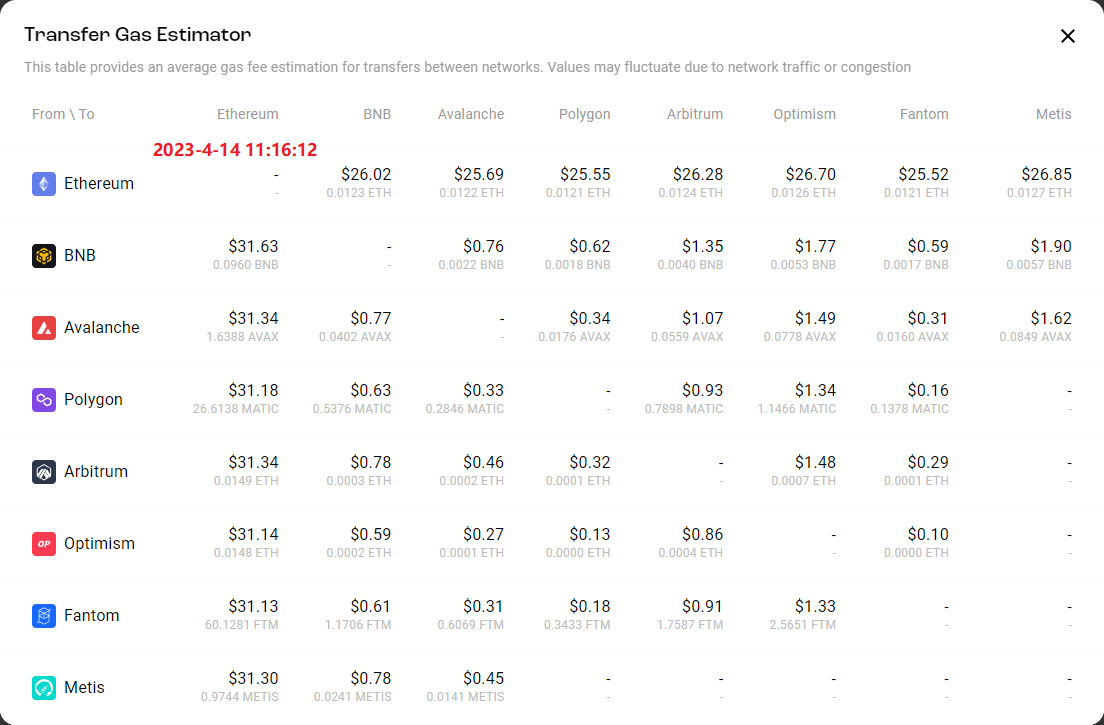 Transfer Gas Estimator
This table provides an average gas fee estimation for transfers between networks. Values may fluctuate due to network traffic or congestion
From \ To Ethereum BNB Avalanche Polygon Arbitrum Optimism Fantom Metis
2023-4-14 11:16:12
Ethereum - $26.02 $25.69 $25.55 $26.28 $26.70 $25.52 $26.85
- 0.0123 ETH 0.0122 ETH 0.0121 ETH 0.0124 ETH 0.0126 ETH 0.0121 ETH 0.0127 ETH
BNB $31.63 - $0.76 $0.62 $1.35 $1.77 $0.59 $1.90
0.0960 BNB - 0.0022 BNB 0.0018 BNB 0.0040 BNB 0.0053 BNB 0.0017 BNB 0.0057 BNB
Avalanche $31.34 $0.77 - $0.34 $1.07 $1.49 $0.31 $1.62
1.6388 AVAX 0.0402 AVAX - 0.0176 AVAX 0.0559 AVAX 0.0778 AVAX 0.0160 AVAX 0.0849 AVAX
Polygon $31.18 $0.63 $0.33 - $0.93 $1.34 $0.16 -
26.6138 MATIC 0.5376 MATIC 0.2846 MATIC - 0.7898 MATIC 1.1466 MATIC 0.1378 MATIC -
Arbitrum $31.34 $0.78 $0.46 $0.32 - $1.48 $0.29 -
0.0149 ETH 0.0003 ETH 0.0002 ETH 0.0001 ETH - 0.0007 ETH 0.0001 ETH -
OP Optimism $31.14 $0.59 $0.27 $0.13 $0.86 - $0.10 -
0.0148 ETH 0.0002 ETH 0.0001 ETH 0.0000 ETH 0.0004 ETH - 0.0000 ETH -
Fantom $31.13 $0.61 $0.31 $0.18 $0.91 $1.33 - -
60.1281 FTM 1.1706 FTM 0.6069 FTM 0.3433 FTM 1.7587 FTM 2.5651 FTM - -
Metis $31.30 $0.78 $0.45 - - - - -
0.9744 METIS 0.0241 METIS 0.0141 METIS - - - - -